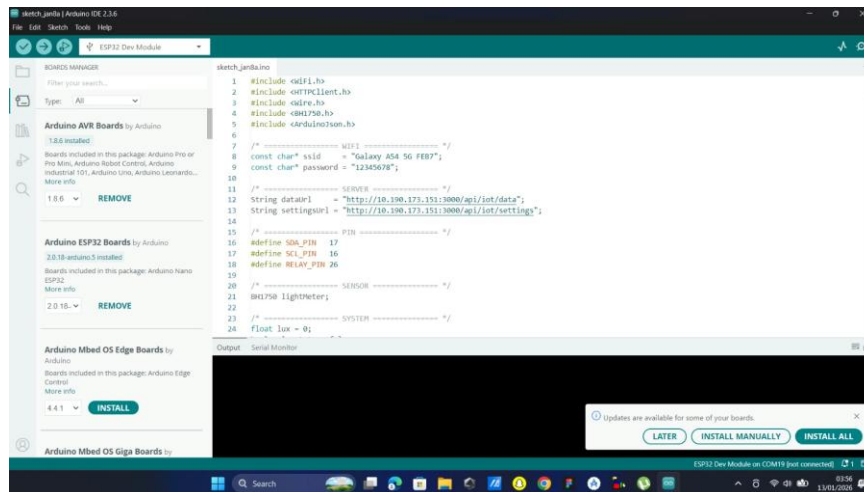 sketch_jan8a | Arduino IDE 2.3.6
File Edit Sketch Tools Help
ESP32 Dev Module
BOARDS MANAGER
Filter your search...
Type: All
Arduino AVR Boards by Arduino
1.8.6 installed
Boards included in this package: Arduino Pro or
Pro Mini, Arduino Robot Control, Arduino
Industrial 101, Arduino Uno, Arduino Leonardo...
More info
1.8.6
REMOVE
Arduino ESP32 Boards by Arduino
2.0.18-arduino.5 installed
Boards included in this package: Arduino Nano
ESP32
More info
2.0.18-
REMOVE
Arduino Mbed OS Edge Boards by
Arduino
Boards included in this package: Arduino Edge
Control
More info
4.4.1
INSTALL
Arduino Mbed OS Giga Boards by
sketch_jan8a.ino
1 #include <WiFi.h>
2 #include <HTTPClient.h>
3 #include <Wire.h>
4 #include <BH1750.h>
5 #include <ArduinoJson.h>
6
7 /* ================= WIFI ================= */
8 const char* ssid = "Galaxy A54 5G FEB7";
9 const char* password = "12345678";
10
11 /* ================= SERVER =============== */
12 String dataUrl = "http://10.190.173.151:3000/api/iot/data";
13 String settingsUrl = "http://10.190.173.151:3000/api/iot/settings";
14
15 /* ================= PIN ================== */
16 #define SDA_PIN 17
17 #define SCL_PIN 16
18 #define RELAY_PIN 26
19
20 /* ================= SENSOR =============== */
21 BH1750 lightMeter;
22
23 /* ================= SYSTEM =============== */
24 float lux = 0;
Output Serial Monitor
Updates are available for some of your boards.
LATER
INSTALL MANUALLY
INSTALL ALL
ESP32 Dev Module on COM19 [not connected] 1
Search
03:56
13/01/2026